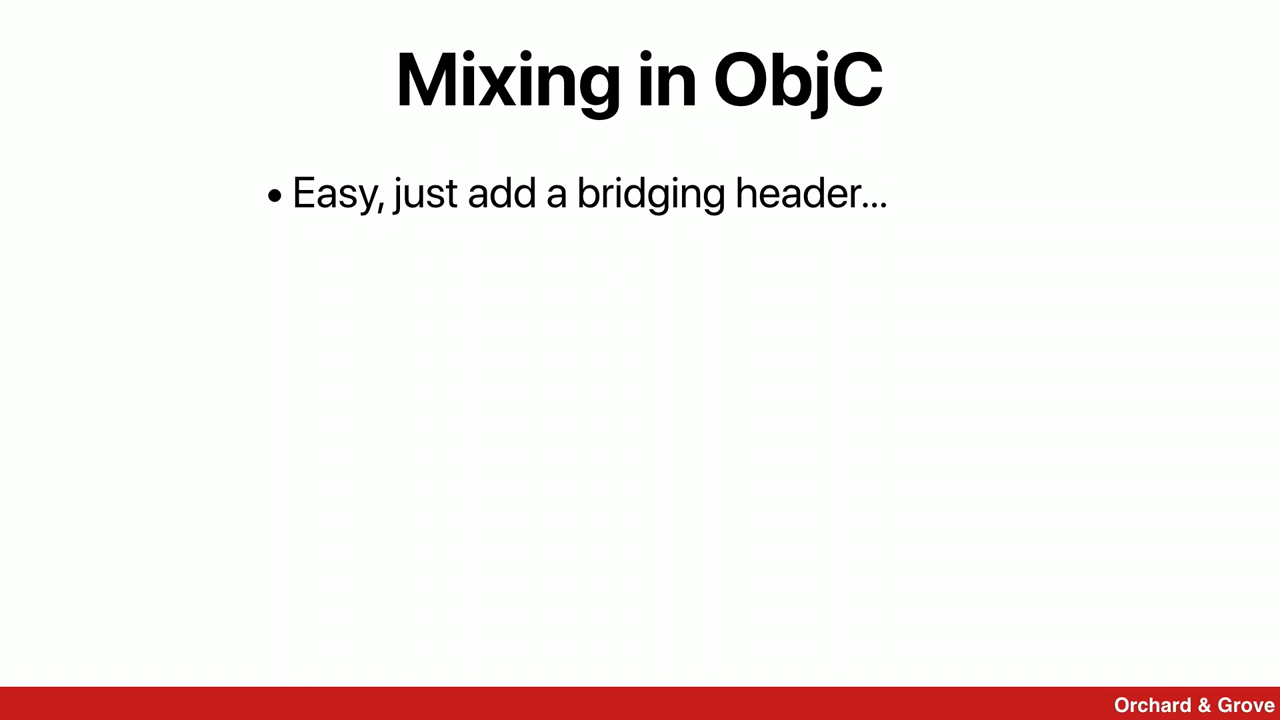 Mixing in ObjC
• Easy, just add a bridging header...
Orchard & Grove